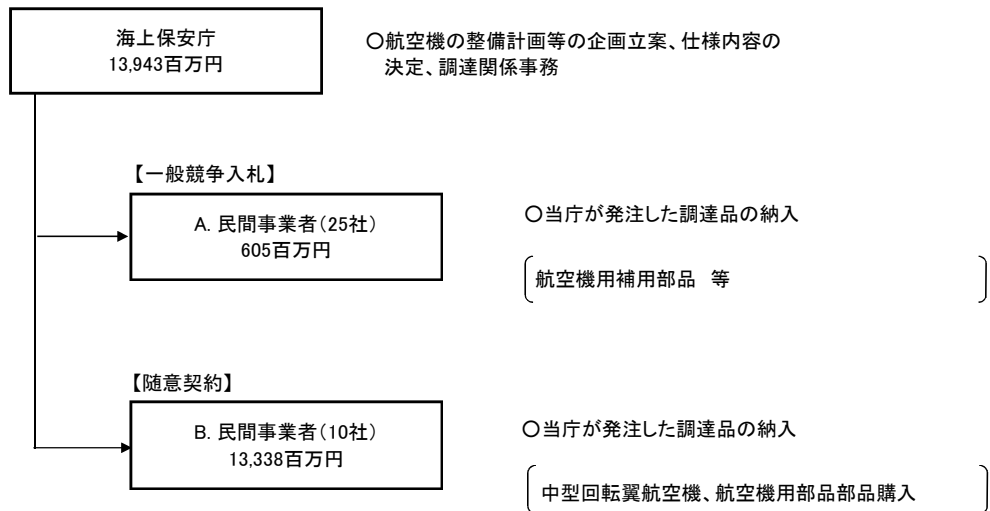 海上保安庁
13,943百万円
〇航空機の整備計画等の企画立案、仕様内容の
決定、調達関係事務
【一般競争入札】
A. 民間事業者（25社）
605百万円
〇当庁が発注した調達品の納入
航空機用補用部品　等
【随意契約】
B. 民間事業者（10社）
13,338百万円
〇当庁が発注した調達品の納入
中型回転翼航空機、航空機用部品部品購入